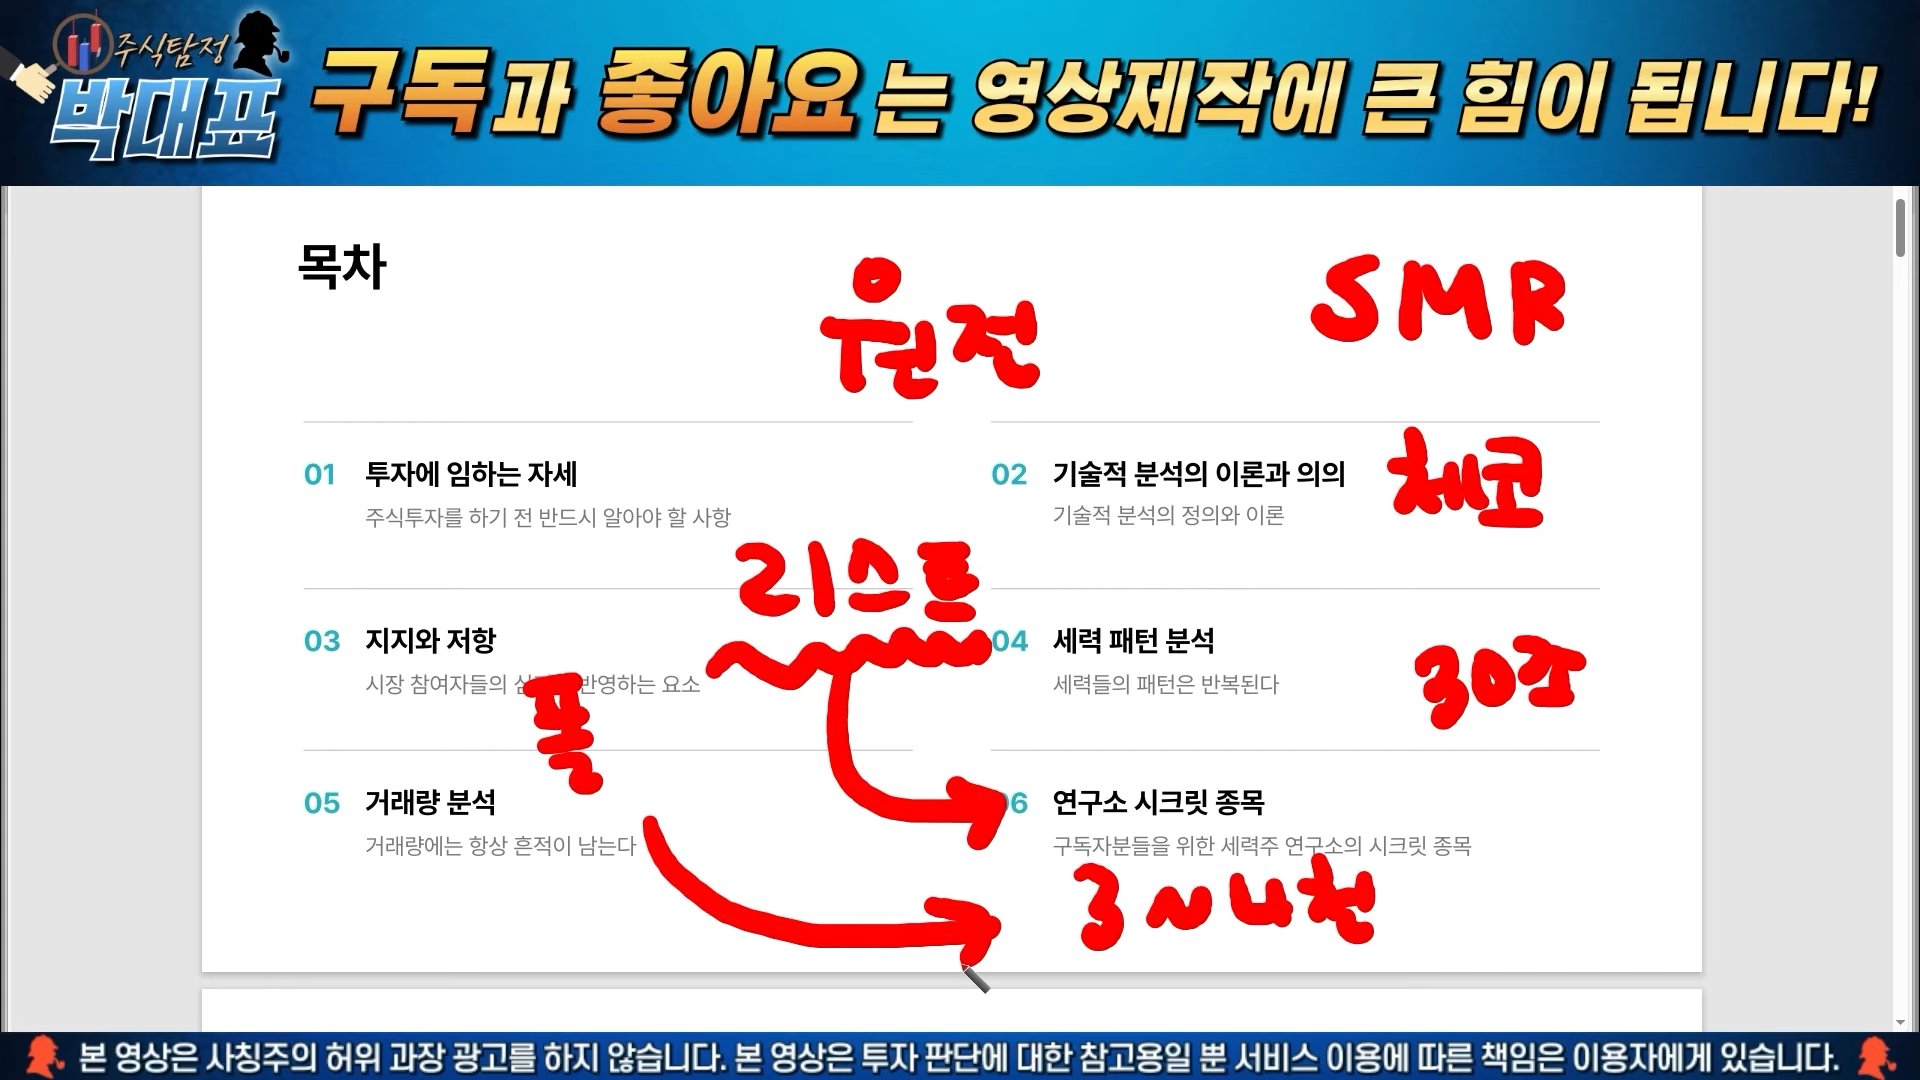 주식탐정
박대표
구독과 좋아요는 영상제작에 큰 힘이 됩니다!
목차
원전
SMR
01 투자에 임하는 자세
주식투자를 하기 전 반드시 알아야 할 사항
02 기술적 분석의 이론과 의의
기술적 분석의 정의와 이론
체코
리스트
03 지지와 저항
시장 참여자들의 반영하는 요소
04 세력 패턴 분석
세력들의 패턴은 반복된다
30조
폴
05 거래량 분석
거래량에는 항상 흔적이 남는다
06 연구소 시크릿 종목
구독자분들을 위한 세력주 연구소의 시크릿 종목
3~4천
본 영상은 사칭주의 허위 과장 광고를 하지 않습니다. 본 영상은 투자 판단에 대한 참고용일 뿐 서비스 이용에 따른 책임은 이용자에게 있습니다.